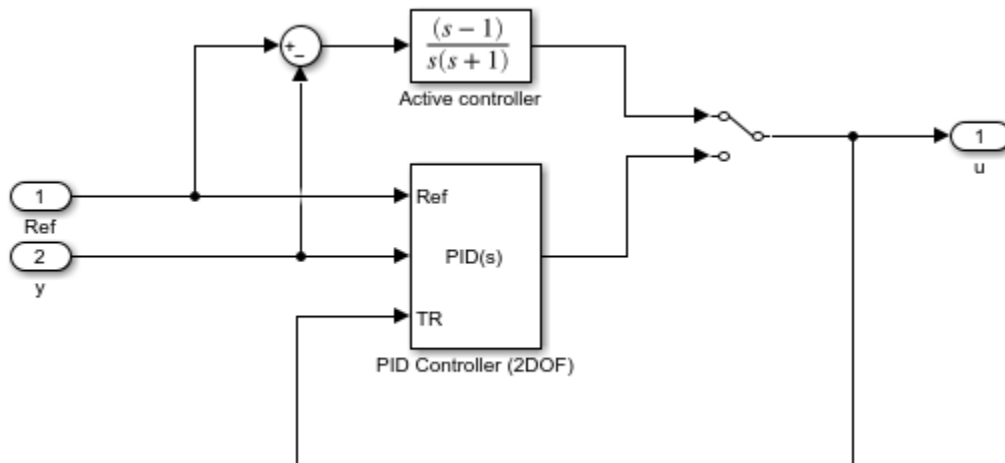 +
−
(s − 1)
s(s + 1)
Active controller
1
Ref
2
y
Ref
PID(s)
TR
PID Controller (2DOF)
1
u